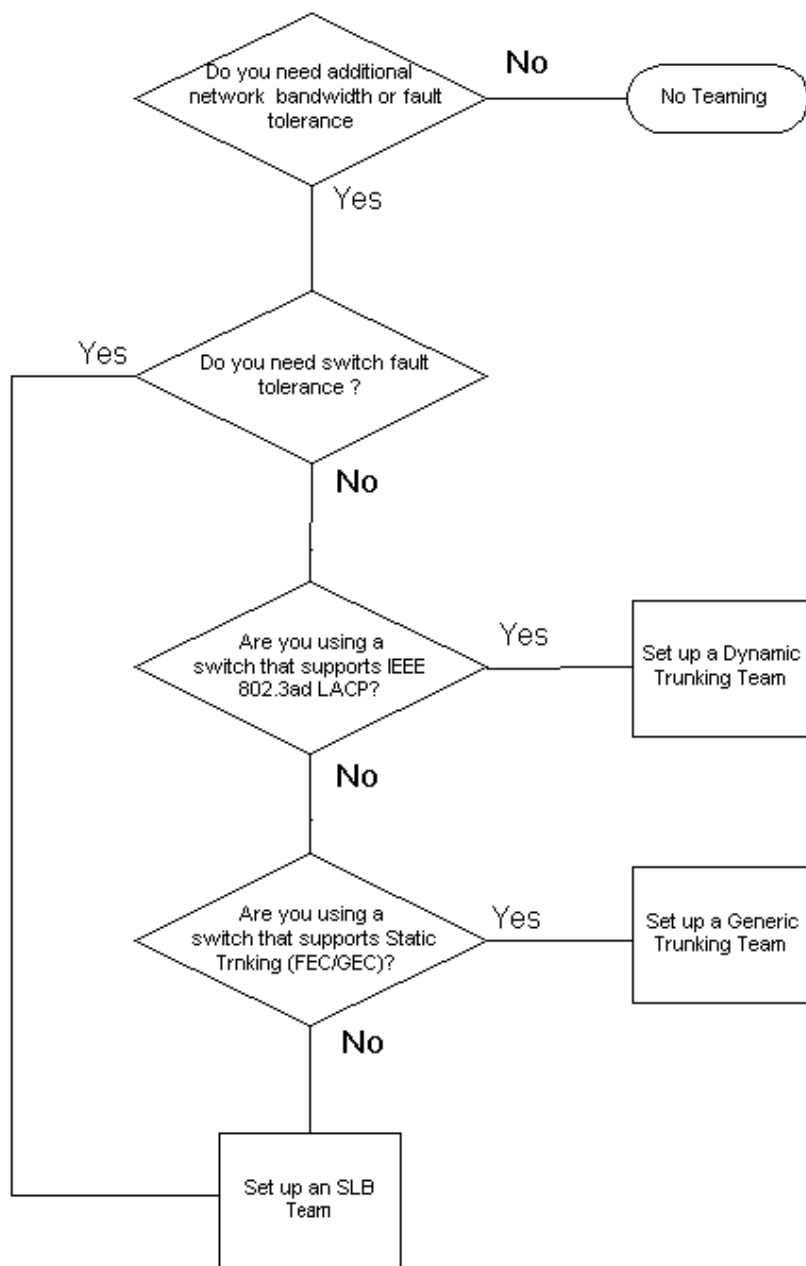 Do you need additional
network bandwidth or fault
tolerance
No
No Teaming
Yes
Yes
Do you need switch fault
tolerance ?
No
Are you using a
switch that supports IEEE
802.3ad LACP?
Yes
Set up a Dynamic
Trunking Team
No
Are you using a
switch that supports Static
Trnking (FEC/GEC)?
Yes
Set up a Generic
Trunking Team
No
Set up an SLB
Team